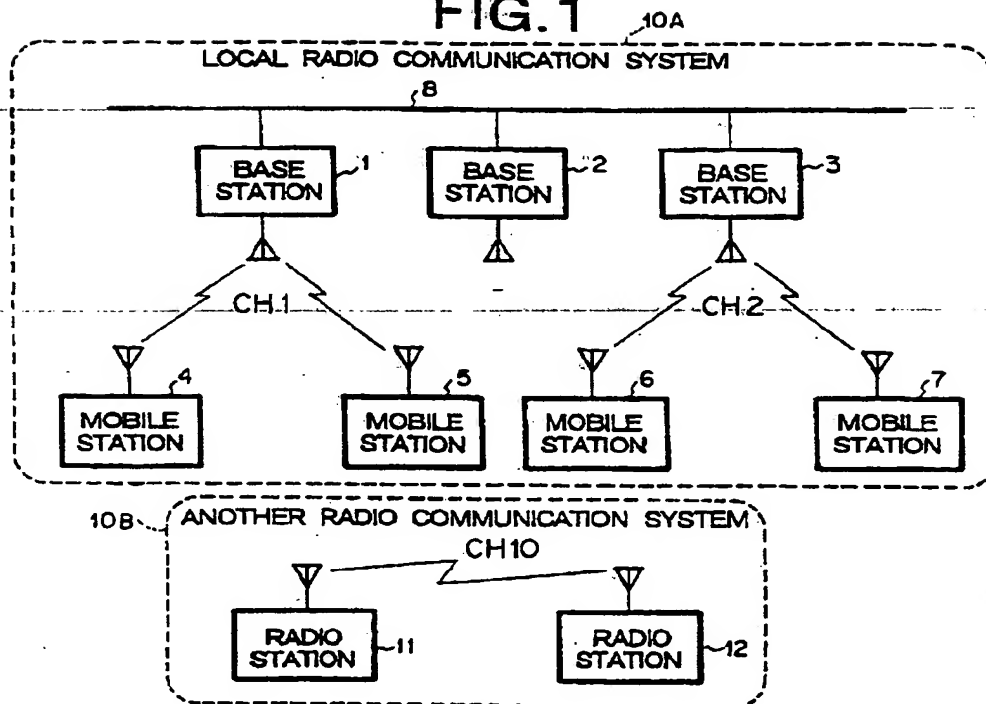 FIG. 1
10A
LOCAL RADIO COMMUNICATION SYSTEM
8
BASE STATION 1
BASE STATION 2
BASE STATION 3
CH1
CH2
4
5
6
7
MOBILE STATION
MOBILE STATION
MOBILE STATION
MOBILE STATION
10B
ANOTHER RADIO COMMUNICATION SYSTEM
CH10
RADIO STATION 11
RADIO STATION 12